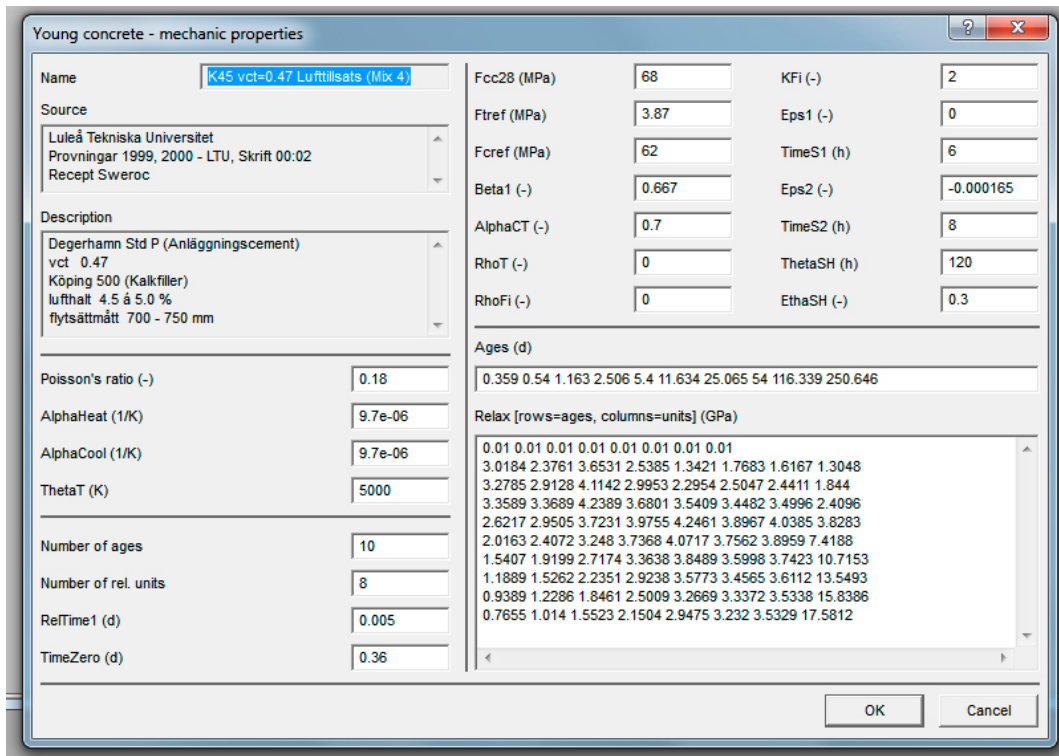 Young concrete - mechanic properties
Name
K45 vct=0.47 Lufttillsats (Mix 4)
Source
Luleå Tekniska Universitet
Provningar 1999, 2000 - LTU, Skrift 00:02
Recept Sweroc
Description
Degerhamn Std P (Anläggningscement)
vct 0.47
Köping 500 (Kalkfiller)
lufthalt 4.5 á 5.0 %
flytsättmått 700 - 750 mm
Poisson's ratio (-) 0.18
AlphaHeat (1/K) 9.7e-06
AlphaCool (1/K) 9.7e-06
ThetaT (K) 5000
Number of ages 10
Number of rel. units 8
RelTime1 (d) 0.005
TimeZero (d) 0.36
Fcc28 (MPa) 68 KFi (-) 2
Ftref (MPa) 3.87 Eps1 (-) 0
Fcref (MPa) 62 TimeS1 (h) 6
Beta1 (-) 0.667 Eps2 (-) -0.000165
AlphaCT (-) 0.7 TimeS2 (h) 8
RhoT (-) 0 ThetaSH (h) 120
RhoFi (-) 0 EthaSH (-) 0.3
Ages (d)
0.359 0.54 1.163 2.506 5.4 11.634 25.065 54 116.339 250.646
Relax [rows=ages, columns=units] (GPa)
0.01 0.01 0.01 0.01 0.01 0.01 0.01 0.01
3.0184 2.3761 3.6531 2.5385 1.3421 1.7683 1.6167 1.3048
3.2785 2.9128 4.1142 2.9953 2.2954 2.5047 2.4411 1.844
3.3589 3.3689 4.2389 3.6801 3.5409 3.4482 3.4996 2.4096
2.6217 2.9505 3.7231 3.9755 4.2461 3.8967 4.0385 3.8283
2.0163 2.4072 3.248 3.7368 4.0717 3.7562 3.8959 7.4188
1.5407 1.9199 2.7174 3.3638 3.8489 3.5998 3.7423 10.7153
1.1889 1.5262 2.2351 2.9238 3.5773 3.4565 3.6112 13.5493
0.9389 1.2286 1.8461 2.5009 3.2669 3.3372 3.5338 15.8386
0.7655 1.014 1.5523 2.1504 2.9475 3.232 3.5329 17.5812
OK Cancel